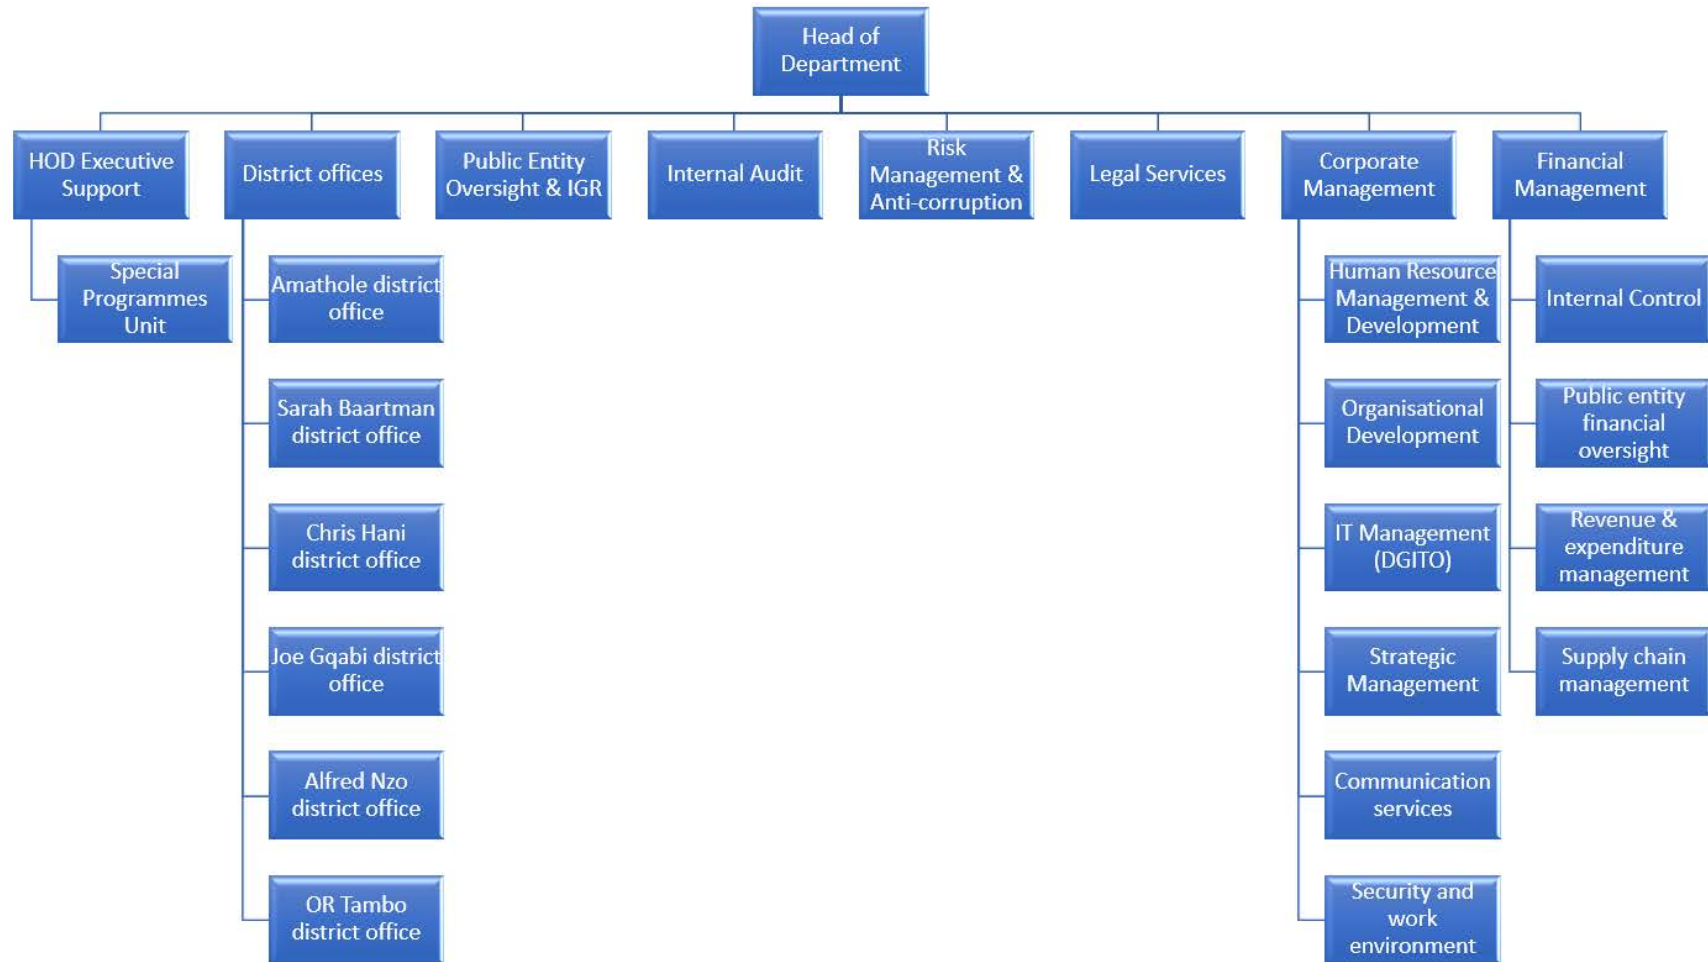 Head of
Department
HOD Executive
Support
District offices
Public Entity
Oversight & IGR
Internal Audit
Risk
Management &
Anti-corruption
Legal Services
Corporate
Management
Financial
Management
Special
Programmes
Unit
Amathole district
office
Sarah Baartman
district office
Chris Hani
district office
Joe Gqabi district
office
Alfred Nzo
district office
OR Tambo
district office
Human Resource
Management &
Development
Organisational
Development
IT Management
(DGITO)
Strategic
Management
Communication
services
Security and
work
environment
Internal Control
Public entity
financial
oversight
Revenue &
expenditure
management
Supply chain
management